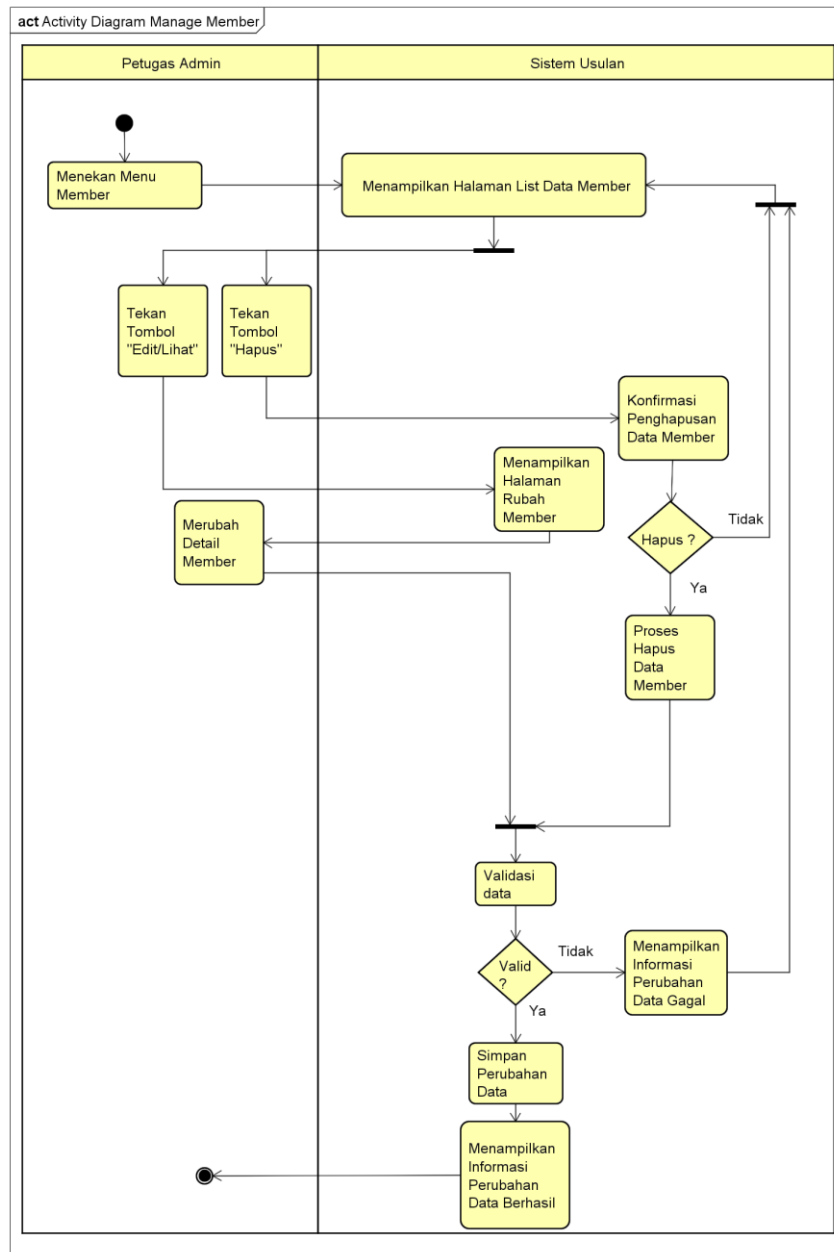 act Activity Diagram Manage Member
Petugas Admin
Sistem Usulan
Menekan Menu
Member
Menampilkan Halaman List Data Member
Tekan
Tombol
"Edit/Lihat"
Tekan
Tombol
"Hapus"
Konfirmasi
Penghapusan
Data Member
Menampilkan
Halaman
Rubah
Member
Merubah
Detail
Member
Hapus ?
Tidak
Ya
Proses
Hapus
Data
Member
Validasi
data
Valid
?
Tidak
Ya
Menampilkan
Informasi
Perubahan
Data Gagal
Simpan
Perubahan
Data
Menampilkan
Informasi
Perubahan
Data Berhasil